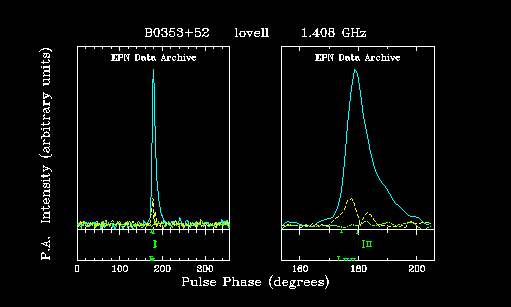 B0353+52 lovell 1.408 GHz
EPN Data Archive EPN Data Archive
P.A. Intensity (arbitrary units)
0 100 200 300 160 180 200
Pulse Phase (degrees)